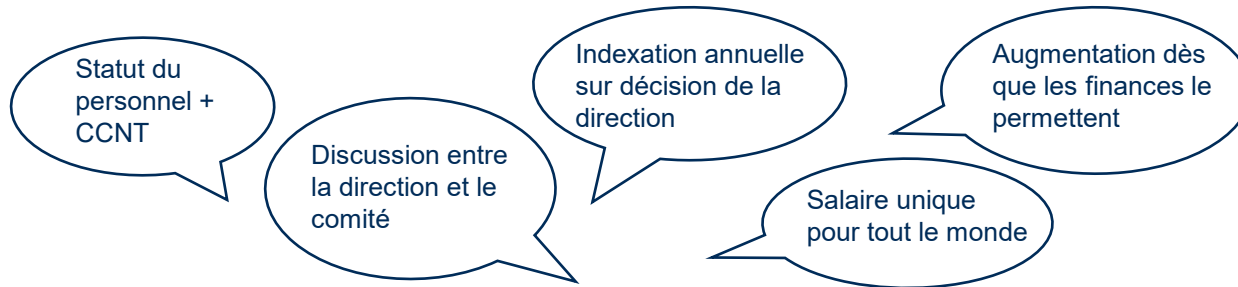 Statut du
personnel +
CCNT
Discussion entre
la direction et le
comité
Indexation annuelle
sur décision de la
direction
Salaire unique
pour tout le monde
Augmentation dès
que les finances le
permettent